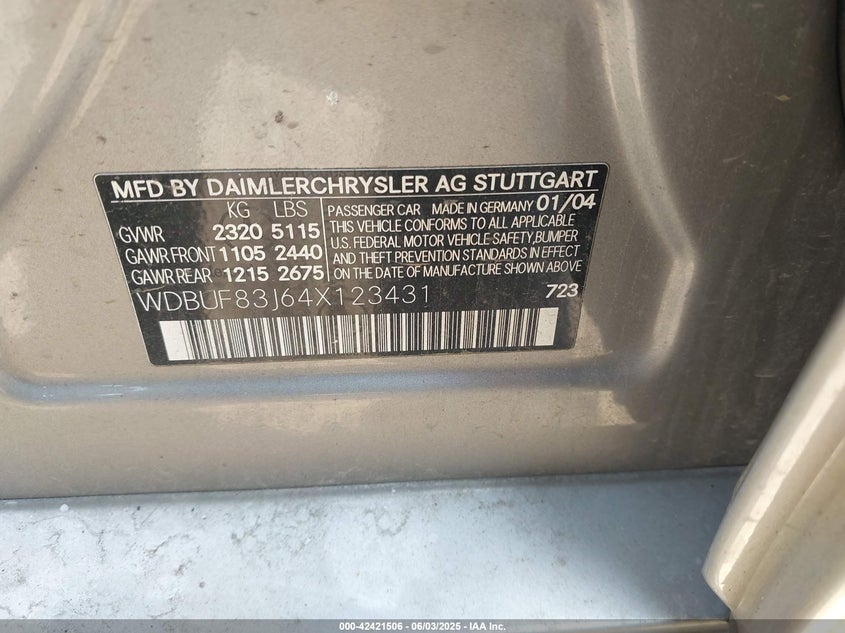 MFD BY DAIMLERCHRYSLER AG STUTTGART
KG LBS PASSENGER CAR MADE IN GERMANY 01/04
GVWR 2320 5115 THIS VEHICLE CONFORMS TO ALL APPLICABLE
U.S. FEDERAL MOTOR VEHICLE SAFETY, BUMPER
GAWR FRONT 1105 2440 AND THEFT PREVENTION STANDARDS IN EFFECT
GAWR REAR 1215 2675 ON THE DATE OF MANUFACTURE SHOWN ABOVE
WDBUF83J64X123431 723
000-42421506 - 06/03/2025 - IAA Inc.